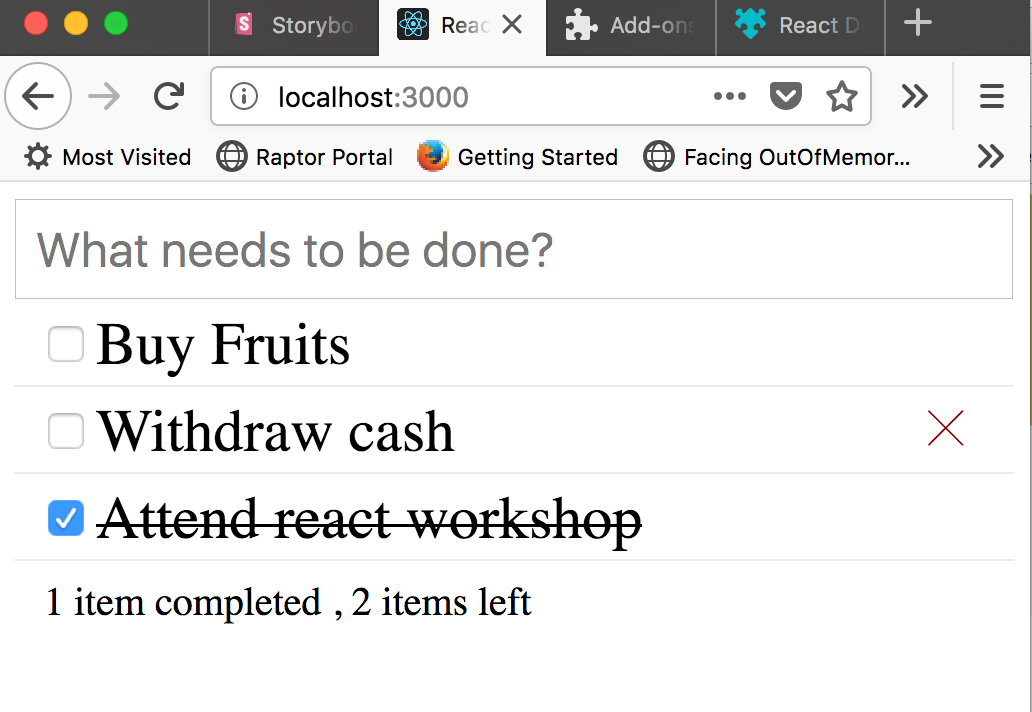 Storybo Reac Add-ons React D
localhost:3000
Most Visited Raptor Portal Getting Started Facing OutOfMemor...
What needs to be done?
Buy Fruits
Withdraw cash
Attend react workshop
1 item completed , 2 items left